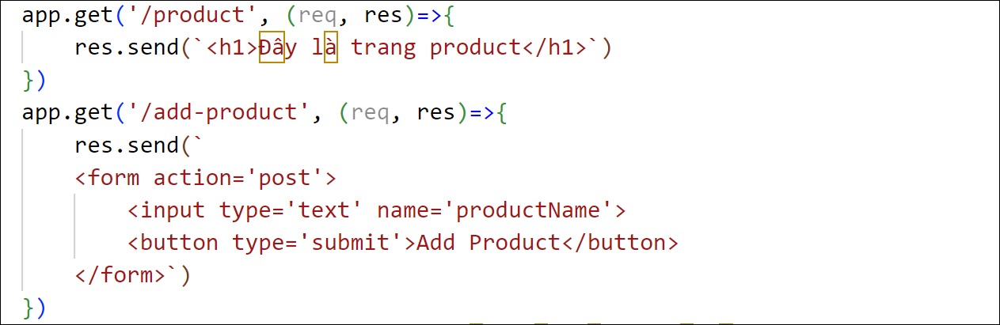 app.get('/product', (req, res)=>{
    res.send(`<h1>Đây là trang product</h1>`)
})
app.get('/add-product', (req, res)=>{
    res.send(`
    <form action='post'>
        <input type='text' name='productName'>
        <button type='submit'>Add Product</button>
    </form>`)
})